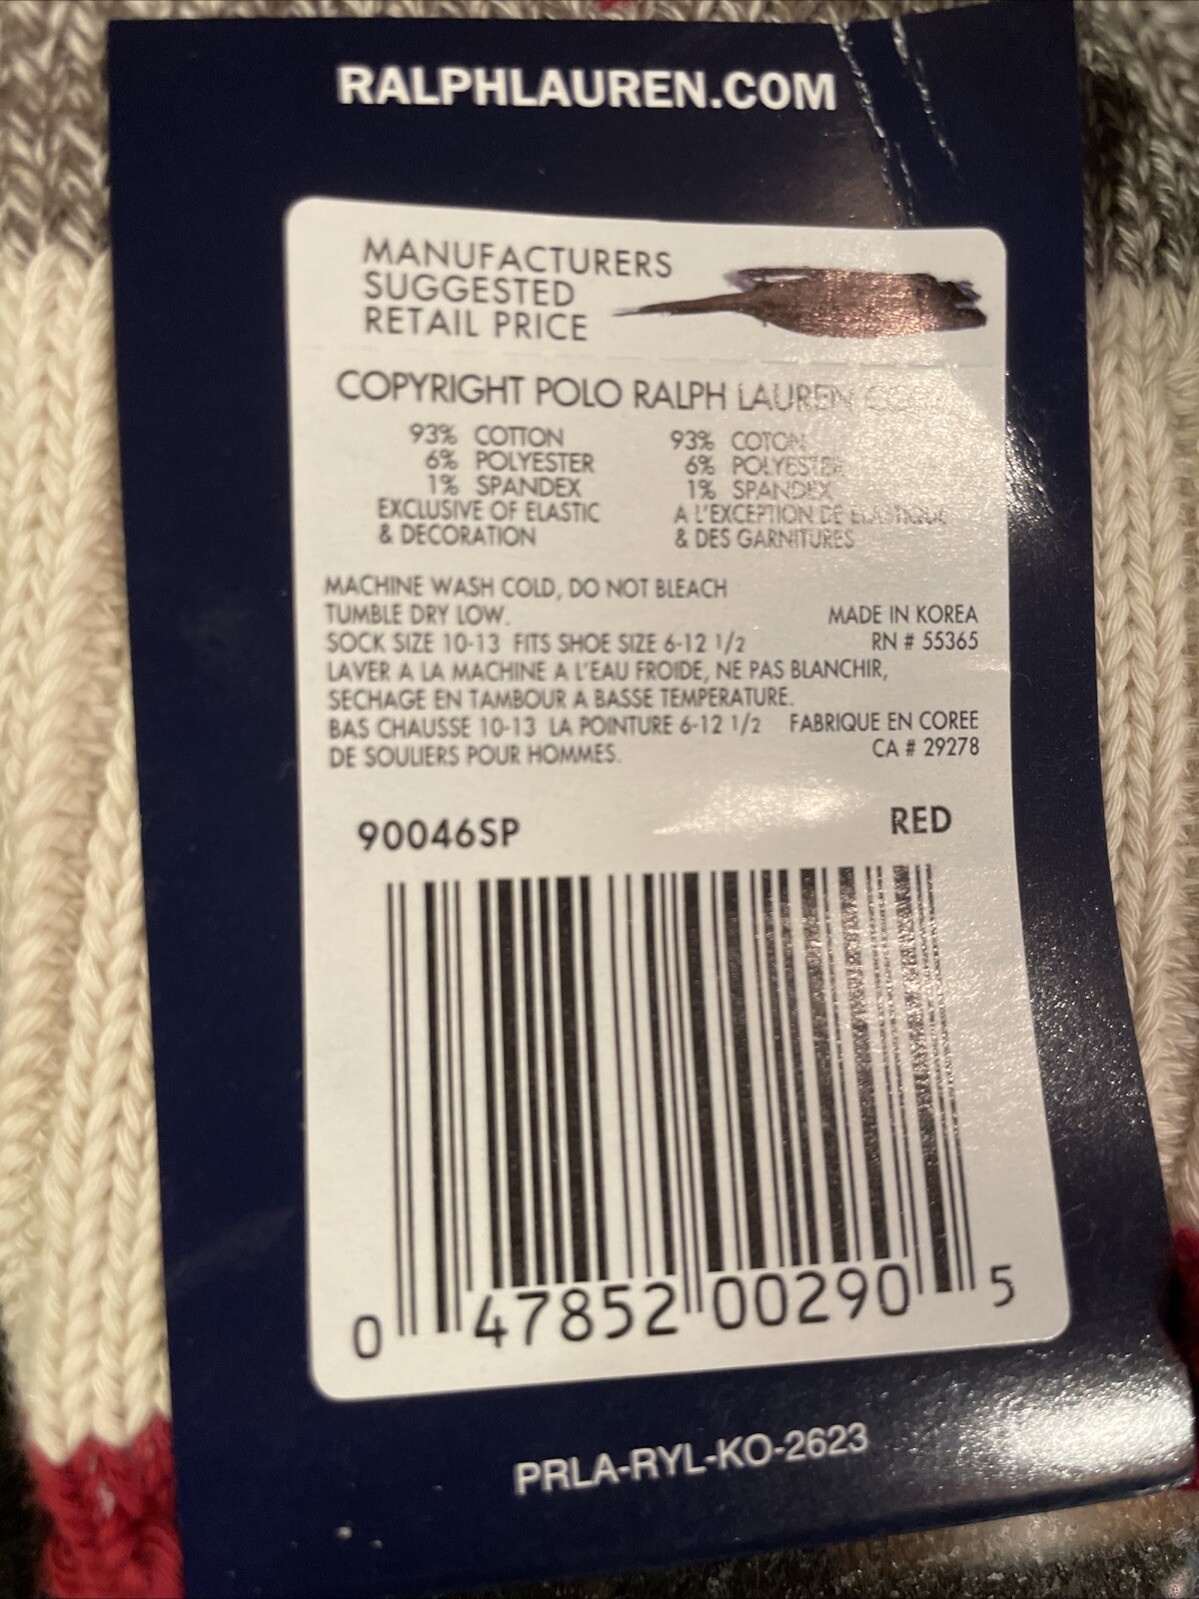 RALPHLAUREN.COM
MANUFACTURERS
SUGGESTED
RETAIL PRICE
COPYRIGHT POLO RALPH LAUREN
93% COTTON
6% POLYESTER
1% SPANDEX
EXCLUSIVE OF ELASTIC
& DECORATION
93% COTON
6% POLYESTER
1% SPANDEX
A L'EXCEPTION DE ELASTIQUE
& DES GARNITURES
MACHINE WASH COLD, DO NOT BLEACH
TUMBLE DRY LOW.
SOCK SIZE 10-13 FITS SHOE SIZE 6-12 1/2
MADE IN KOREA
RN # 55365
LAVER A LA MACHINE A L'EAU FROIDE, NE PAS BLANCHIR,
SECHAGE EN TAMBOUR A BASSE TEMPERATURE.
BAS CHAUSSE 10-13 LA POINTURE 6-12 1/2
DE SOULIERS POUR HOMMES.
FABRIQUE EN COREE
CA # 29278
90046SP RED
0 47852 00290 5
PRLA-RYL-KO-2623